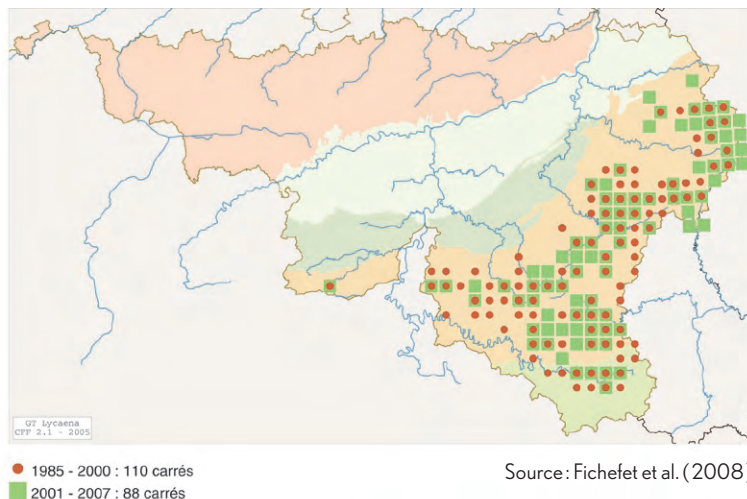 GT Lycaena
CFF 2.1 - 2005
1985 - 2000 : 110 carrés
2001 - 2007 : 88 carrés
Source : Fichefet et al. (2008)